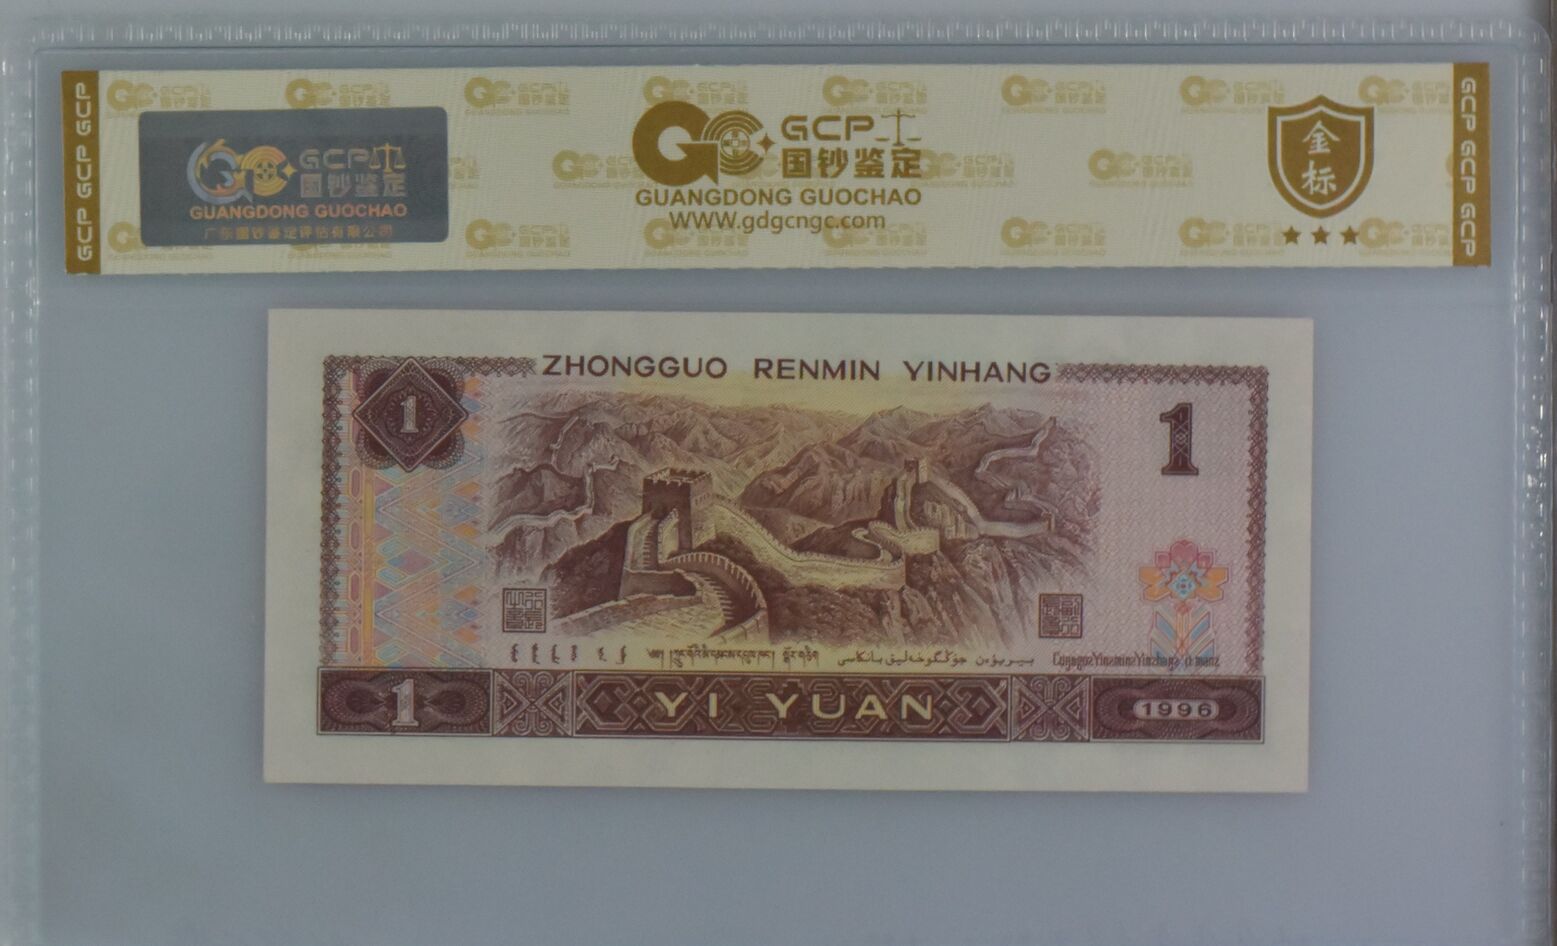 GCP GCP GCP
GCP 国钞鉴定
GUANGDONG GUOCHAO
广东国钞鉴定评估有限公司
GCP
国钞鉴定
GUANGDONG GUOCHAO
WWW.gdgcngc.com
金标
GCP GCP GCP
ZHONGGUO RENMIN YINHANG
1
1
1
YI YUAN
1996